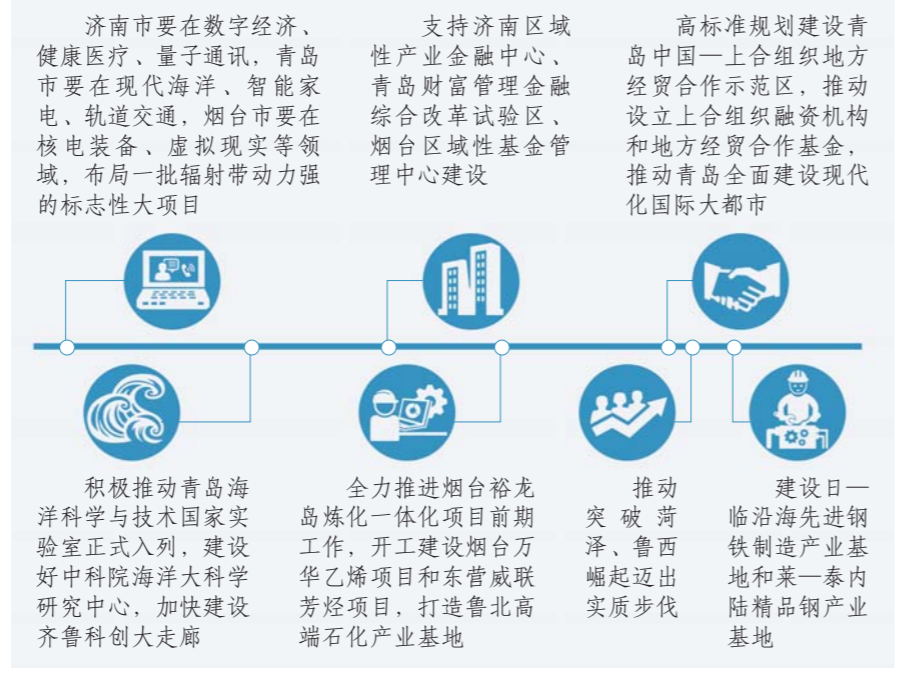 济南市要在数字经济、
健康医疗、量子通讯，青岛
市要在现代海洋、智能家
电、轨道交通，烟台市要在
核电装备、虚拟现实等领
域，布局一批辐射带动力强
的标志性大项目
支持济南区域
性产业金融中心、
青岛财富管理金融
综合改革试验区、
烟台区域性基金管
理中心建设
高标准规划建设青
岛中国—上合组织地方
经贸合作示范区，推动
设立上合组织融资机构
和地方经贸合作基金，
推动青岛全面建设现代
化国际大都市
积极推动青岛海
洋科学与技术国家实
验室正式入列，建设
好中科院海洋大科学
研究中心，加快建设
齐鲁科创大走廊
全力推进烟台裕龙
岛炼化一体化项目前期
工作，开工建设烟台万
华乙烯项目和东营威联
芳烃项目，打造鲁北高
端石化产业基地
推动
突破菏
泽、鲁西
崛起迈出
实质步伐
建设日—
临沿海先进钢
铁制造产业基
地和莱—泰内
陆精品钢产业
基地